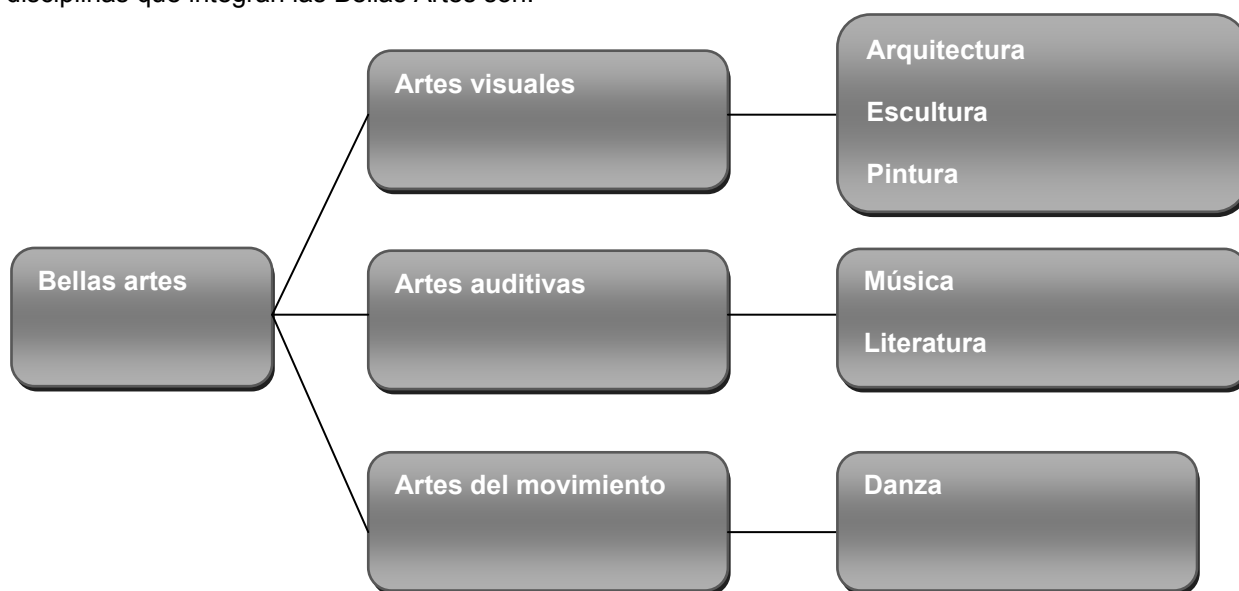 disciplinas que integran las Bellas Artes son:
Bellas artes
Artes visuales
Arquitectura
Escultura
Pintura
Artes auditivas
Música
Literatura
Artes del movimiento
Danza